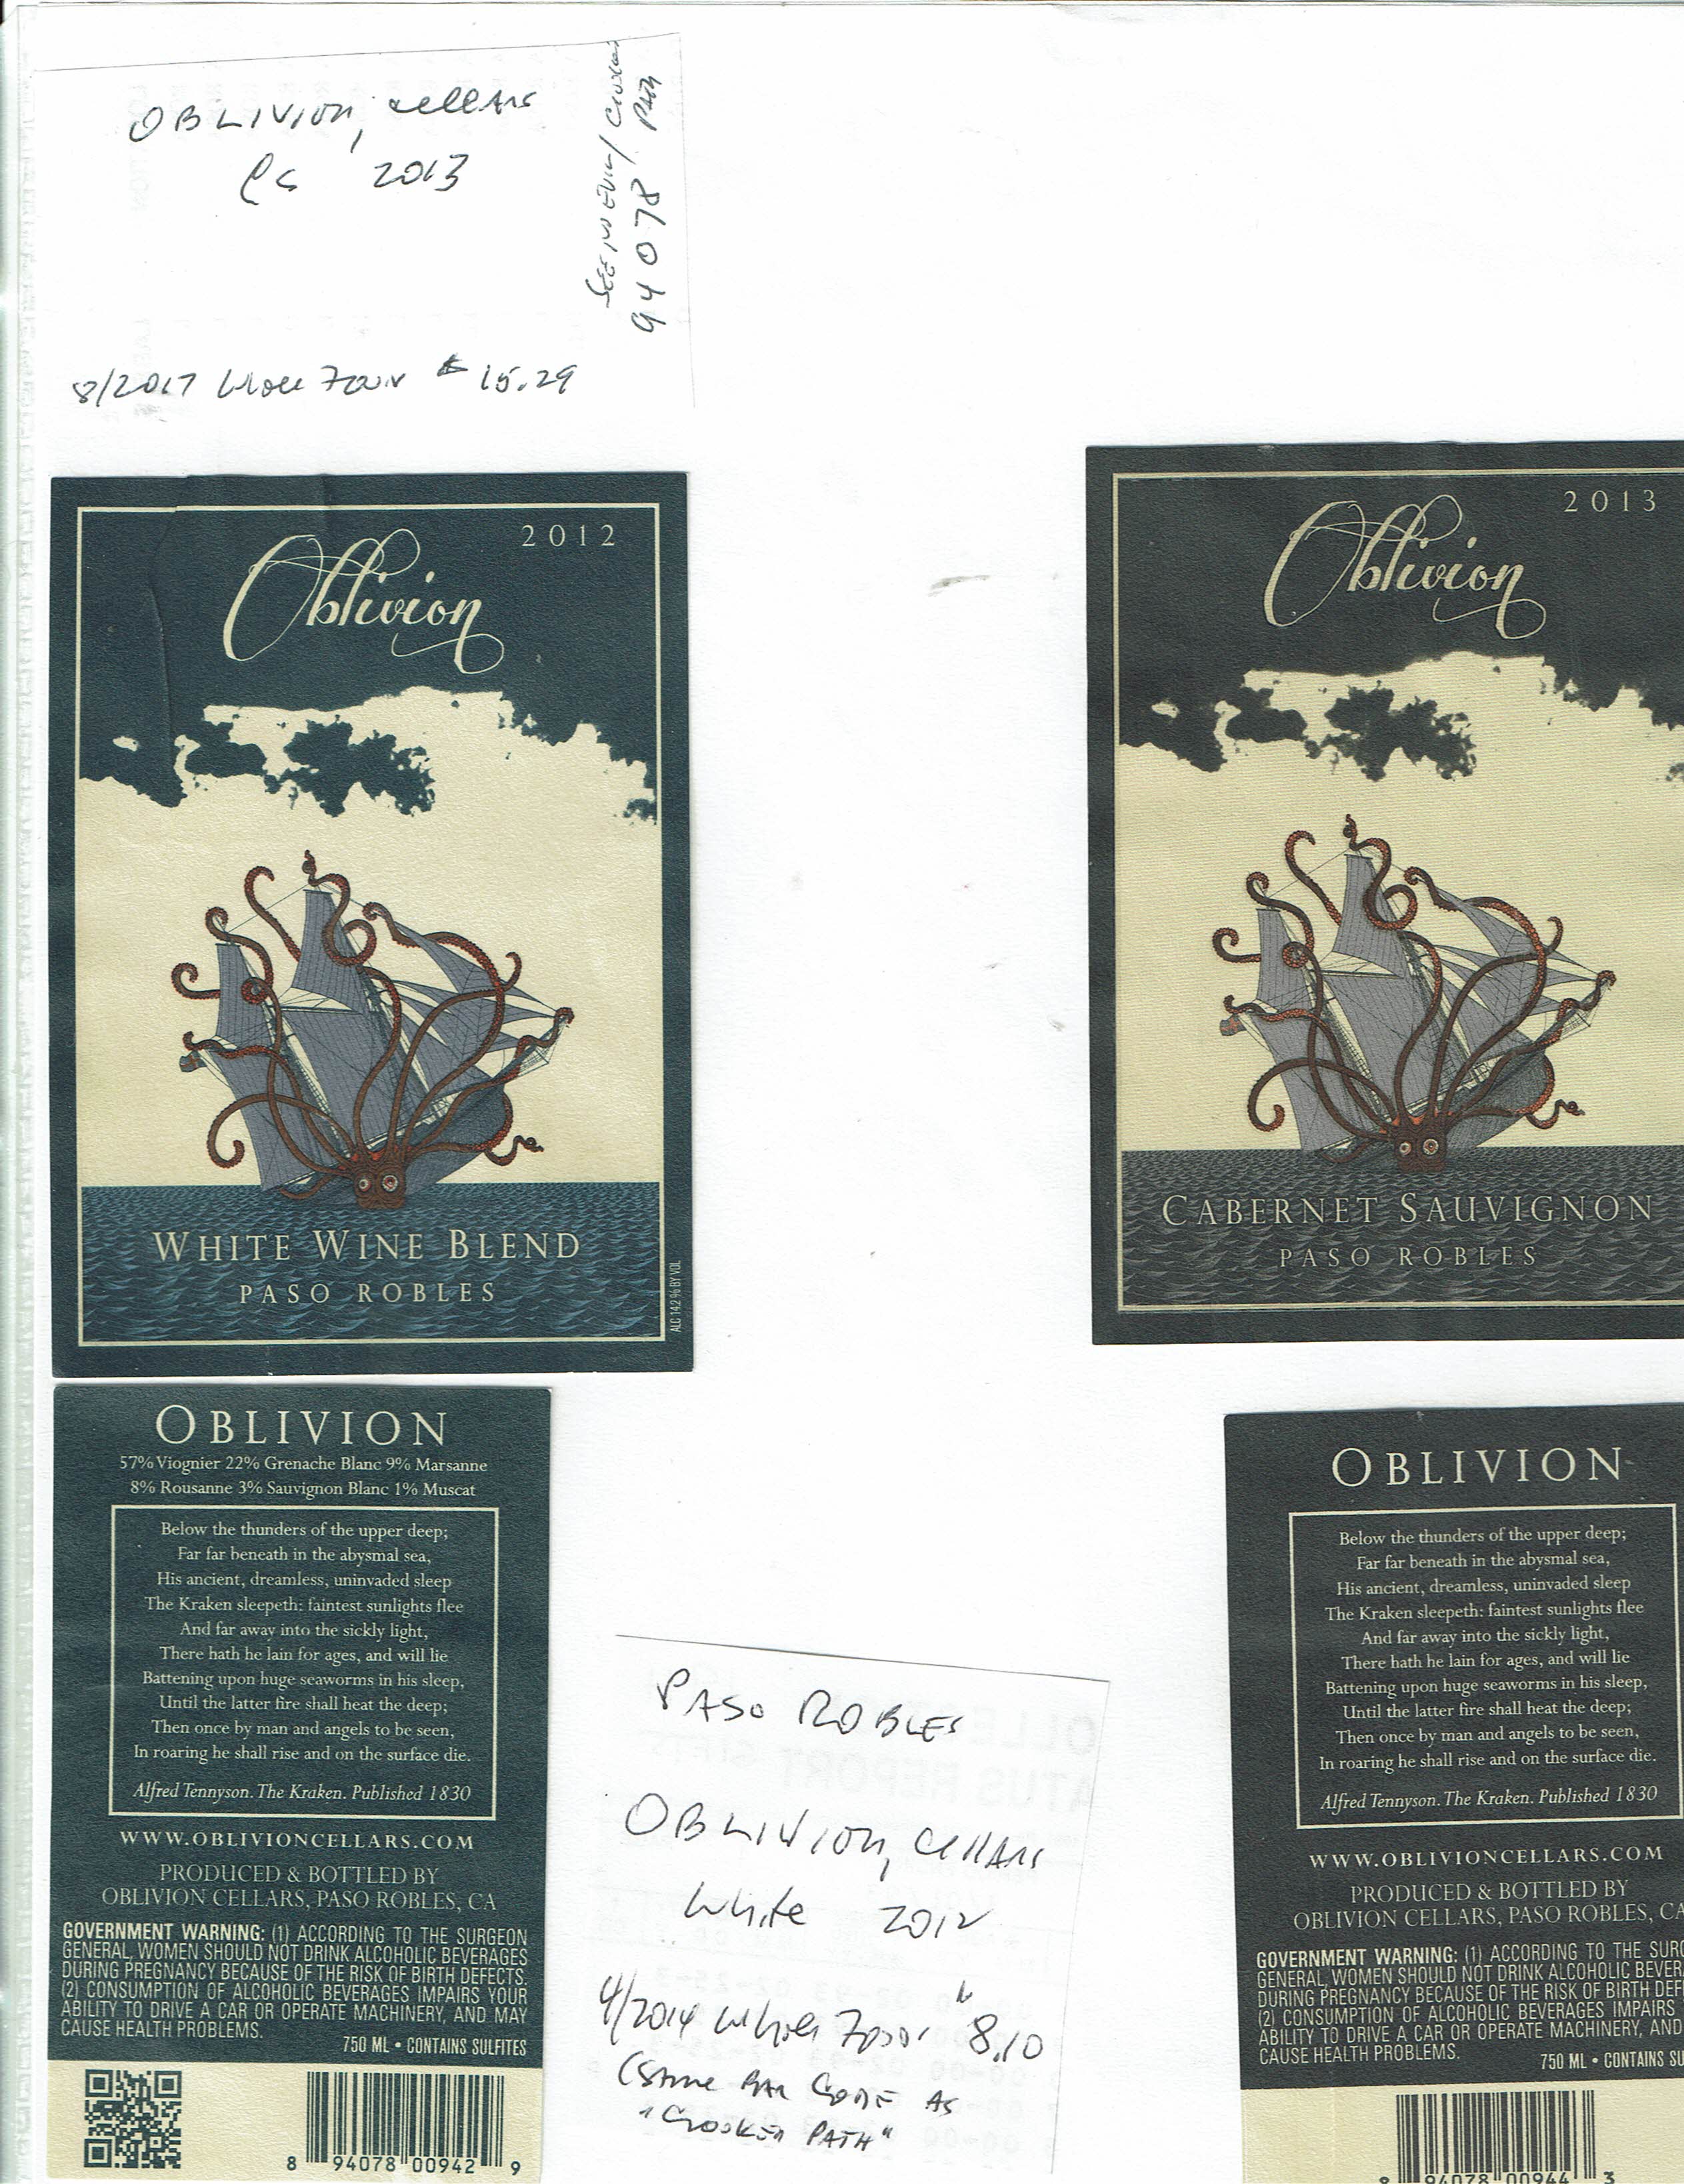 OBLIVION, CELLARS
CS 2013
SEE NO EVIL/ CROOKED
PATH
94078
8/2017 Whole Foods $15.29
2012
Oblivion
WHITE WINE BLEND
PASO ROBLES
ALC 14.2% BY VOL
2013
Oblivion
CABERNET SAUVIGNON
PASO ROBLES
OBLIVION
57% Viognier 22% Grenache Blanc 9% Marsanne
8% Rousanne 3% Sauvignon Blanc 1% Muscat
Below the thunders of the upper deep;
Far far beneath in the abysmal sea,
His ancient, dreamless, uninvaded sleep
The Kraken sleepeth: faintest sunlights flee
And far away into the sickly light,
There hath he lain for ages, and will lie
Battening upon huge seaworms in his sleep,
Until the latter fire shall heat the deep;
Then once by man and angels to be seen,
In roaring he shall rise and on the surface die.
Alfred Tennyson. The Kraken. Published 1830
WWW.OBLIVIONCELLARS.COM
PRODUCED & BOTTLED BY
OBLIVION CELLARS, PASO ROBLES, CA
GOVERNMENT WARNING: (1) ACCORDING TO THE SURGEON
GENERAL, WOMEN SHOULD NOT DRINK ALCOHOLIC BEVERAGES
DURING PREGNANCY BECAUSE OF THE RISK OF BIRTH DEFECTS.
(2) CONSUMPTION OF ALCOHOLIC BEVERAGES IMPAIRS YOUR
ABILITY TO DRIVE A CAR OR OPERATE MACHINERY, AND MAY
CAUSE HEALTH PROBLEMS.
750 ML • CONTAINS SULFITES
8 94078 00942 9
PASO ROBLES
OBLIVION, CELLARS
White 2012
4/2014 Whole Foods $8.10
(SAME BAR CODE AS
"CROOKED PATH"
OBLIVION
Below the thunders of the upper deep;
Far far beneath in the abysmal sea,
His ancient, dreamless, uninvaded sleep
The Kraken sleepeth: faintest sunlights flee
And far away into the sickly light,
There hath he lain for ages, and will lie
Battening upon huge seaworms in his sleep,
Until the latter fire shall heat the deep;
Then once by man and angels to be seen,
In roaring he shall rise and on the surface die.
Alfred Tennyson. The Kraken. Published 1830
WWW.OBLIVIONCELLARS.COM
PRODUCED & BOTTLED BY
OBLIVION CELLARS, PASO ROBLES, CA
GOVERNMENT WARNING: (1) ACCORDING TO THE SURG
GENERAL, WOMEN SHOULD NOT DRINK ALCOHOLIC BEVER
DURING PREGNANCY BECAUSE OF THE RISK OF BIRTH DEF
(2) CONSUMPTION OF ALCOHOLIC BEVERAGES IMPAIRS
ABILITY TO DRIVE A CAR OR OPERATE MACHINERY, AND
CAUSE HEALTH PROBLEMS.
750 ML • CONTAINS SU
8 94078 00944 3